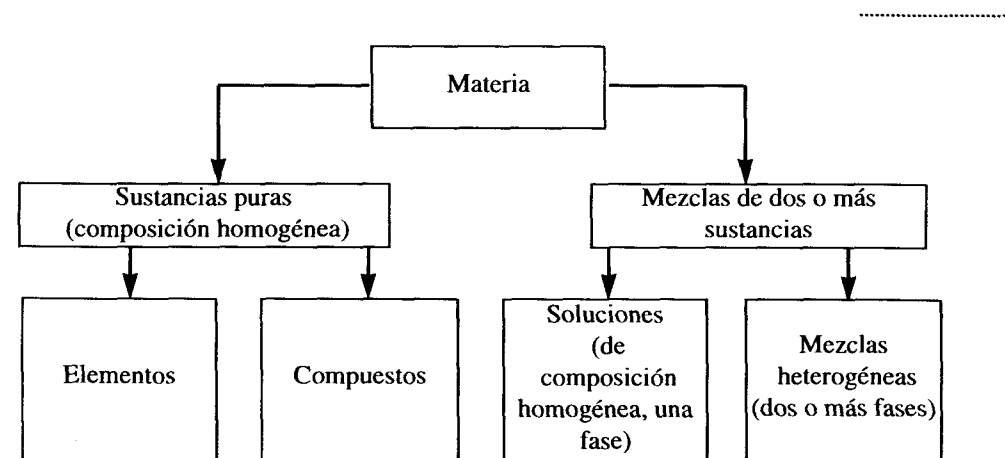 Materia
Sustancias puras
(composición homogénea)
Mezclas de dos o más
sustancias
Elementos
Compuestos
Soluciones
(de
composición
homogénea, una
fase)
Mezclas
heterogéneas
(dos o más fases)